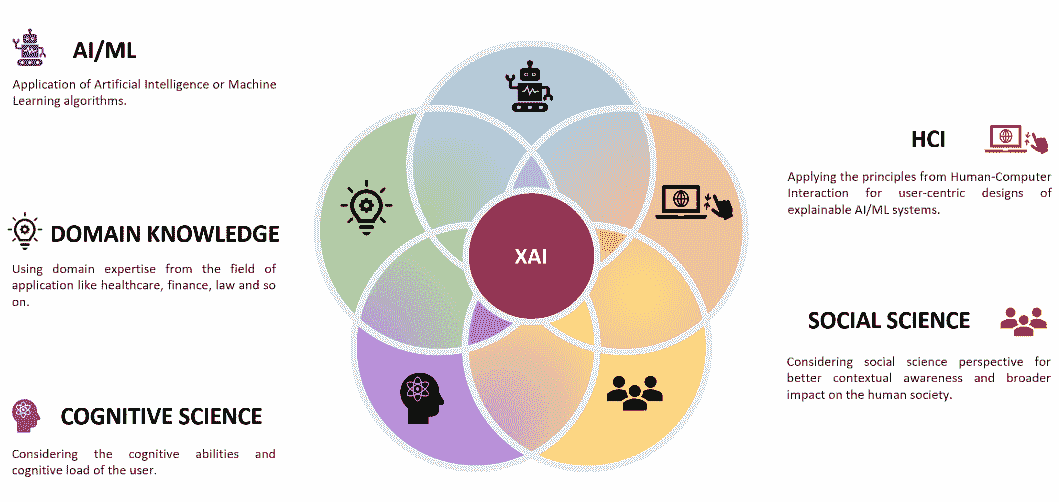 AI/ML
Application of Artificial Intelligence or Machine
Learning algorithms.
DOMAIN KNOWLEDGE
Using domain expertise from the field of
application like healthcare, finance, law and so
on.
COGNITIVE SCIENCE
Considering the cognitive abilities and
cognitive load of the user.
XAI
HCI
Applying the principles from Human-Computer
Interaction for user-centric designs of
explainable AI/ML systems.
SOCIAL SCIENCE
Considering social science perspective for
better contextual awareness and broader
impact on the human society.